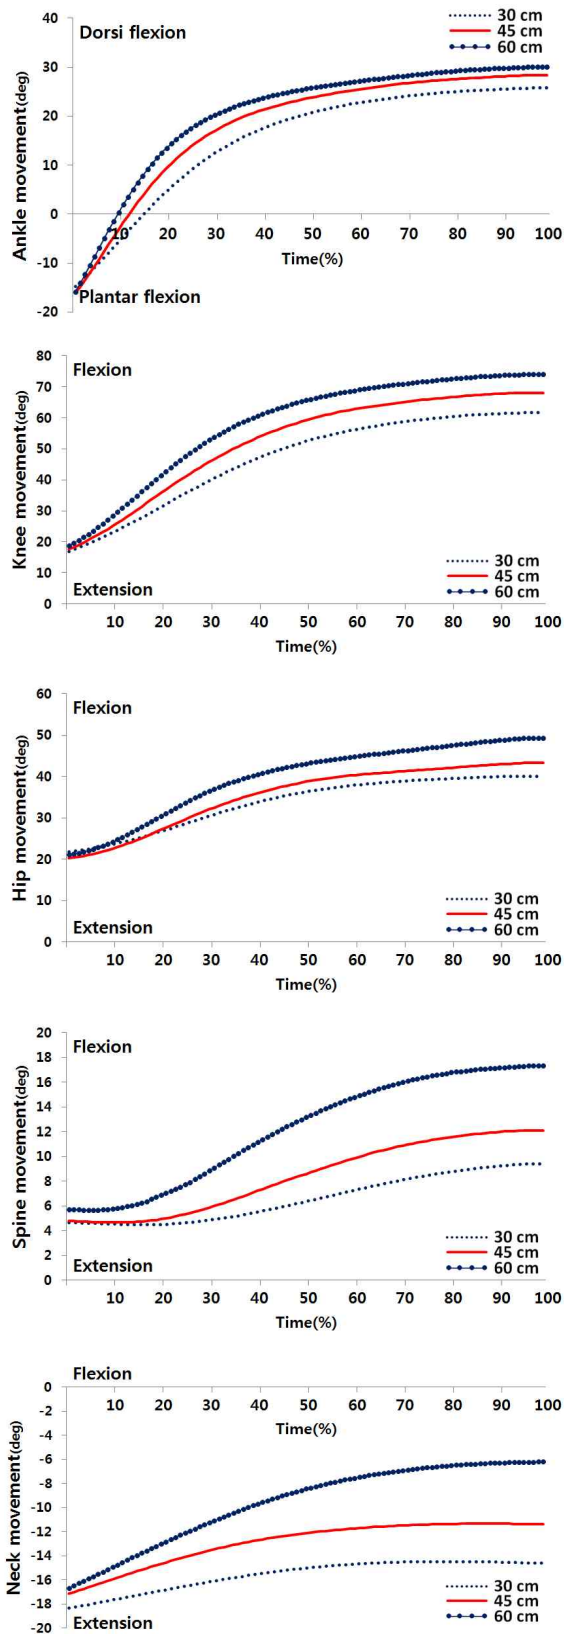 40
30
20
10
0
-10
-20
Dorsi flexion
Plantar flexion
Ankle movement(deg)
10 20 30 40 50 60 70 80 90 100
Time(%)
30 cm
45 cm
60 cm
80
70
60
50
40
30
20
10
0
Flexion
Extension
Knee movement(deg)
30 cm
45 cm
60 cm
10 20 30 40 50 60 70 80 90 100
Time(%)
60
50
40
30
20
10
0
Flexion
Extension
Hip movement(deg)
30 cm
45 cm
60 cm
10 20 30 40 50 60 70 80 90 100
Time(%)
20
18
16
14
12
10
8
6
4
2
0
Flexion
Extension
Spine movement(deg)
30 cm
45 cm
60 cm
10 20 30 40 50 60 70 80 90 100
Time(%)
Flexion
0
-2
-4
-6
-8
-10
-12
-14
-16
-18
-20
10 20 30 40 50 60 70 80 90 100
Time(%)
Neck movement(deg)
30 cm
45 cm
60 cm
Extension